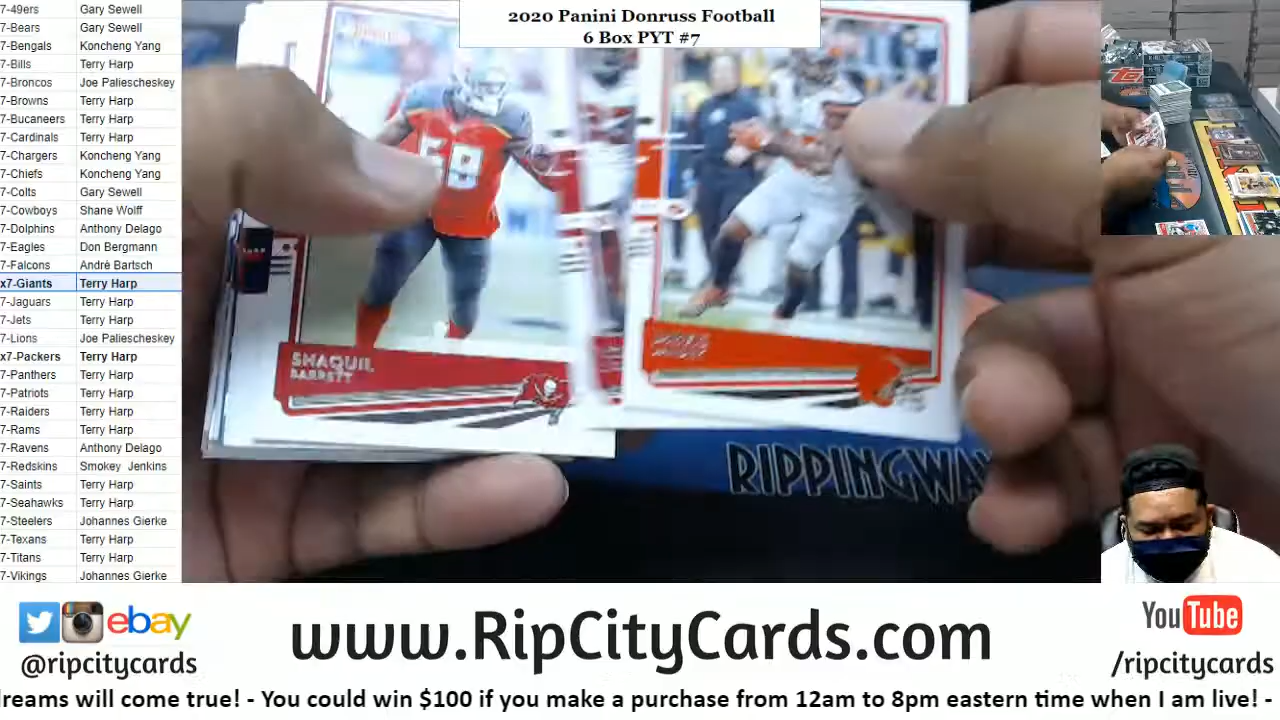 2020 Panini Donruss Football
6 Box PYT #7
7-49ers Gary Sewell
7-Bears Gary Sewell
7-Bengals Koncheng Yang
7-Bills Terry Harp
7-Broncos Joe Paliescheskey
7-Browns Terry Harp
7-Bucaneers Terry Harp
7-Cardinals Terry Harp
7-Chargers Koncheng Yang
7-Chiefs Koncheng Yang
7-Colts Gary Sewell
7-Cowboys Shane Wolff
7-Dolphins Anthony Delago
7-Eagles Don Bergmann
7-Falcons Andrè Bartsch
x7-Giants Terry Harp
7-Jaguars Terry Harp
7-Jets Terry Harp
7-Lions Joe Paliescheskey
x7-Packers Terry Harp
7-Panthers Terry Harp
7-Patriots Terry Harp
7-Raiders Terry Harp
7-Rams Terry Harp
7-Ravens Anthony Delago
7-Redskins Smokey Jenkins
7-Saints Terry Harp
7-Seahawks Terry Harp
7-Steelers Johannes Gierke
7-Texans Terry Harp
7-Titans Terry Harp
7-Vikings Johannes Gierke
58
SHAQUIL
BARRETT
RIPPINGWA
ebay
@ripcitycards
www.RipCityCards.com
YouTube
/ripcitycards
dreams will come true! - You could win $100 if you make a purchase from 12am to 8pm eastern time when I am live! -